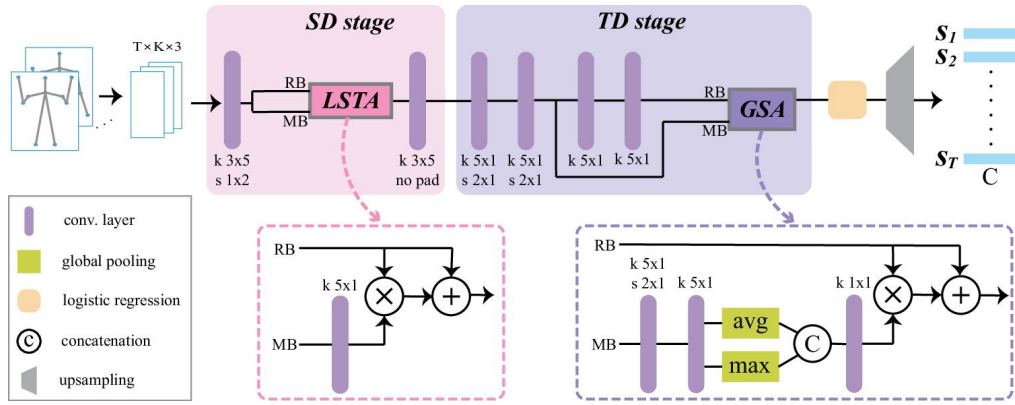 SD stage
TD stage
T×K×3
RB
MB
LSTA
RB
MB
GSA
k 3x5
s 1x2
k 3x5
no pad
k 5x1
s 2x1
k 5x1
s 2x1
k 5x1
k 5x1
S1
S2
ST
C
conv. layer
global pooling
logistic regression
C
concatenation
upsampling
RB
k 5x1
MB
RB
k 5x1
s 2x1
k 5x1
k 1x1
avg
max
C
MB